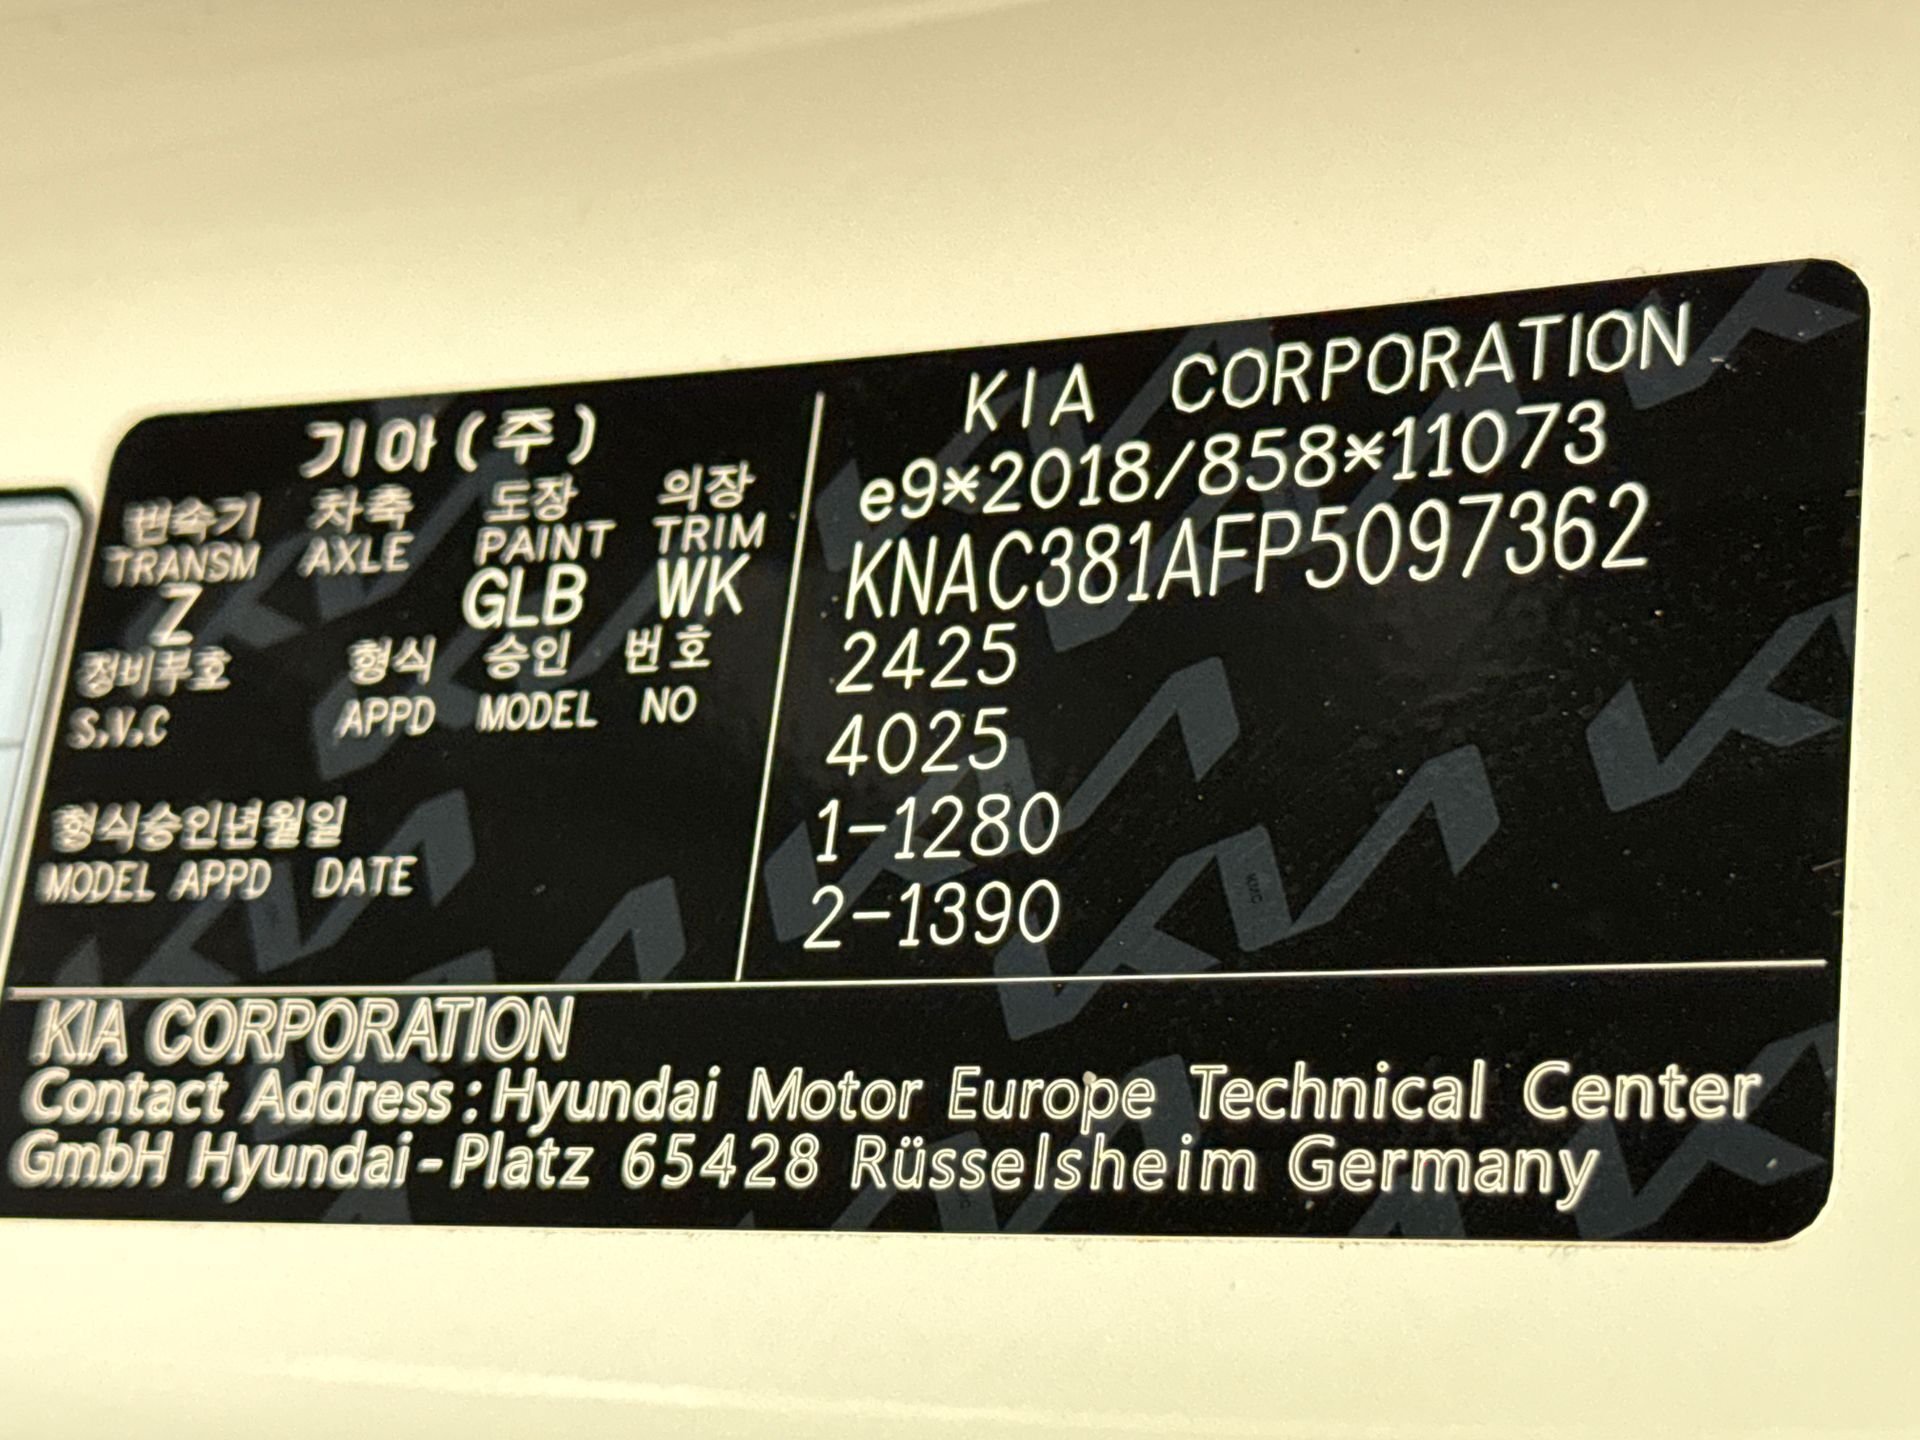 기아(주)
변속기 차축 도장 의장
TRANSM AXLE PAINT TRIM
Z GLB WK
정비부호 형식 승인 번호
S.V.C APPD MODEL NO
형식승인년월일
MODEL APPD DATE
KIA CORPORATION
e9*2018/858*11073
KNAC381AFP5097362
2425
4025
1-1280
2-1390
KIA CORPORATION
Contact Address : Hyundai Motor Europe Technical Center
GmbH Hyundai-Platz 65428 Rüsselsheim Germany